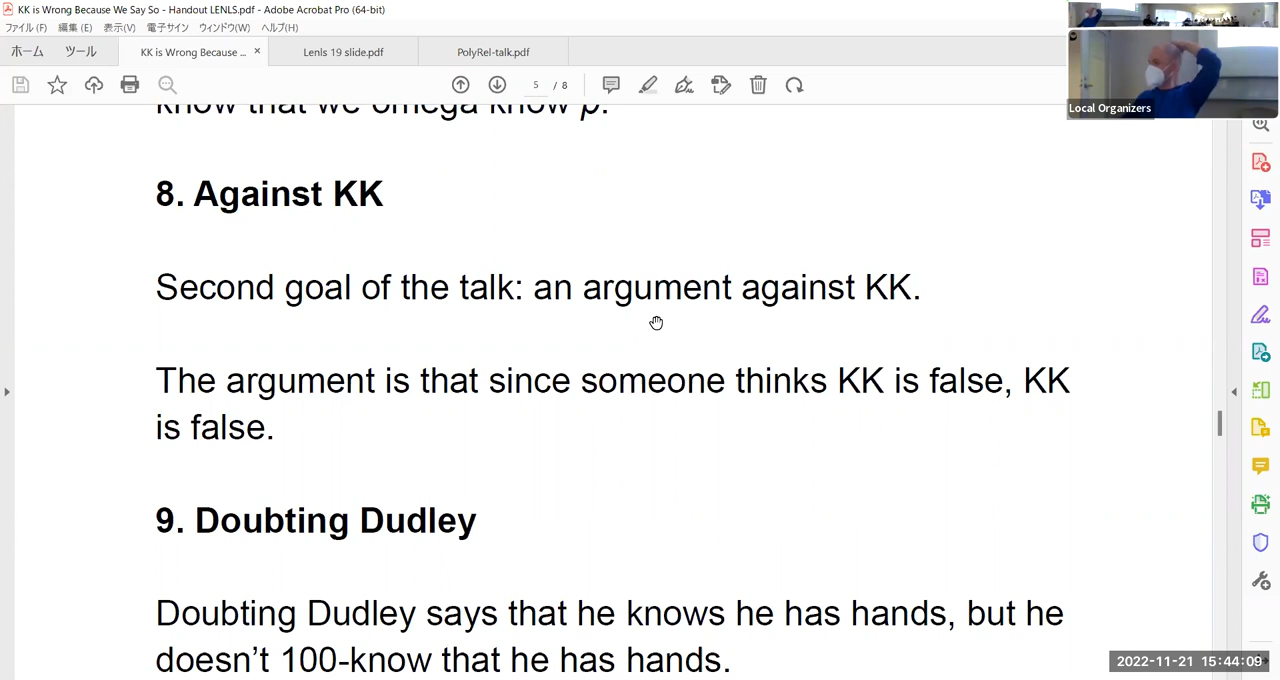 KK is Wrong Because We Say So - Handout LENLS.pdf - Adobe Acrobat Pro (64-bit)
ファイル(F) 編集(E) 表示(V) 電子サイン ウィンドウ(W) ヘルプ(H)
ホーム ツール KK is Wrong Because ... × Lenls 19 slide.pdf PolyRel-talk.pdf
5 / 8
Local Organizers
know that we omega know p.
8. Against KK
Second goal of the talk: an argument against KK.
The argument is that since someone thinks KK is false, KK
is false.
9. Doubting Dudley
Doubting Dudley says that he knows he has hands, but he
doesn't 100-know that he has hands.
2022-11-21 15:44:09